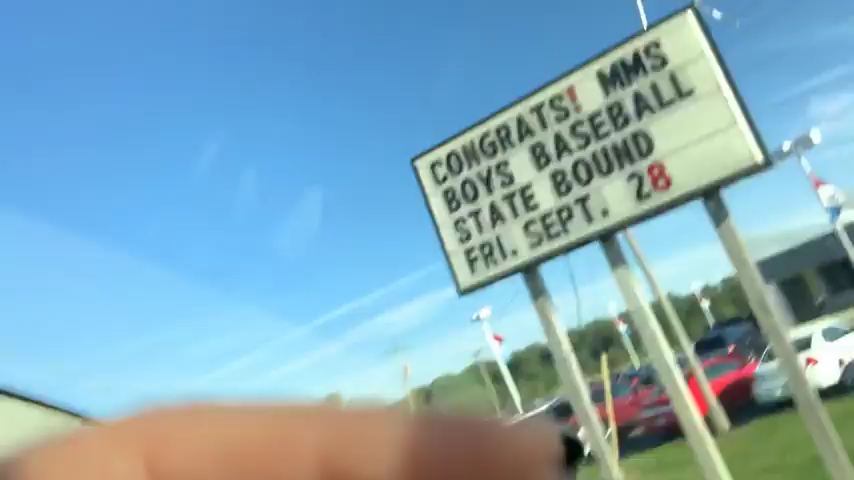 CONGRATS! MMS
BOYS BASEBALL
STATE BOUND
FRI. SEPT. 28